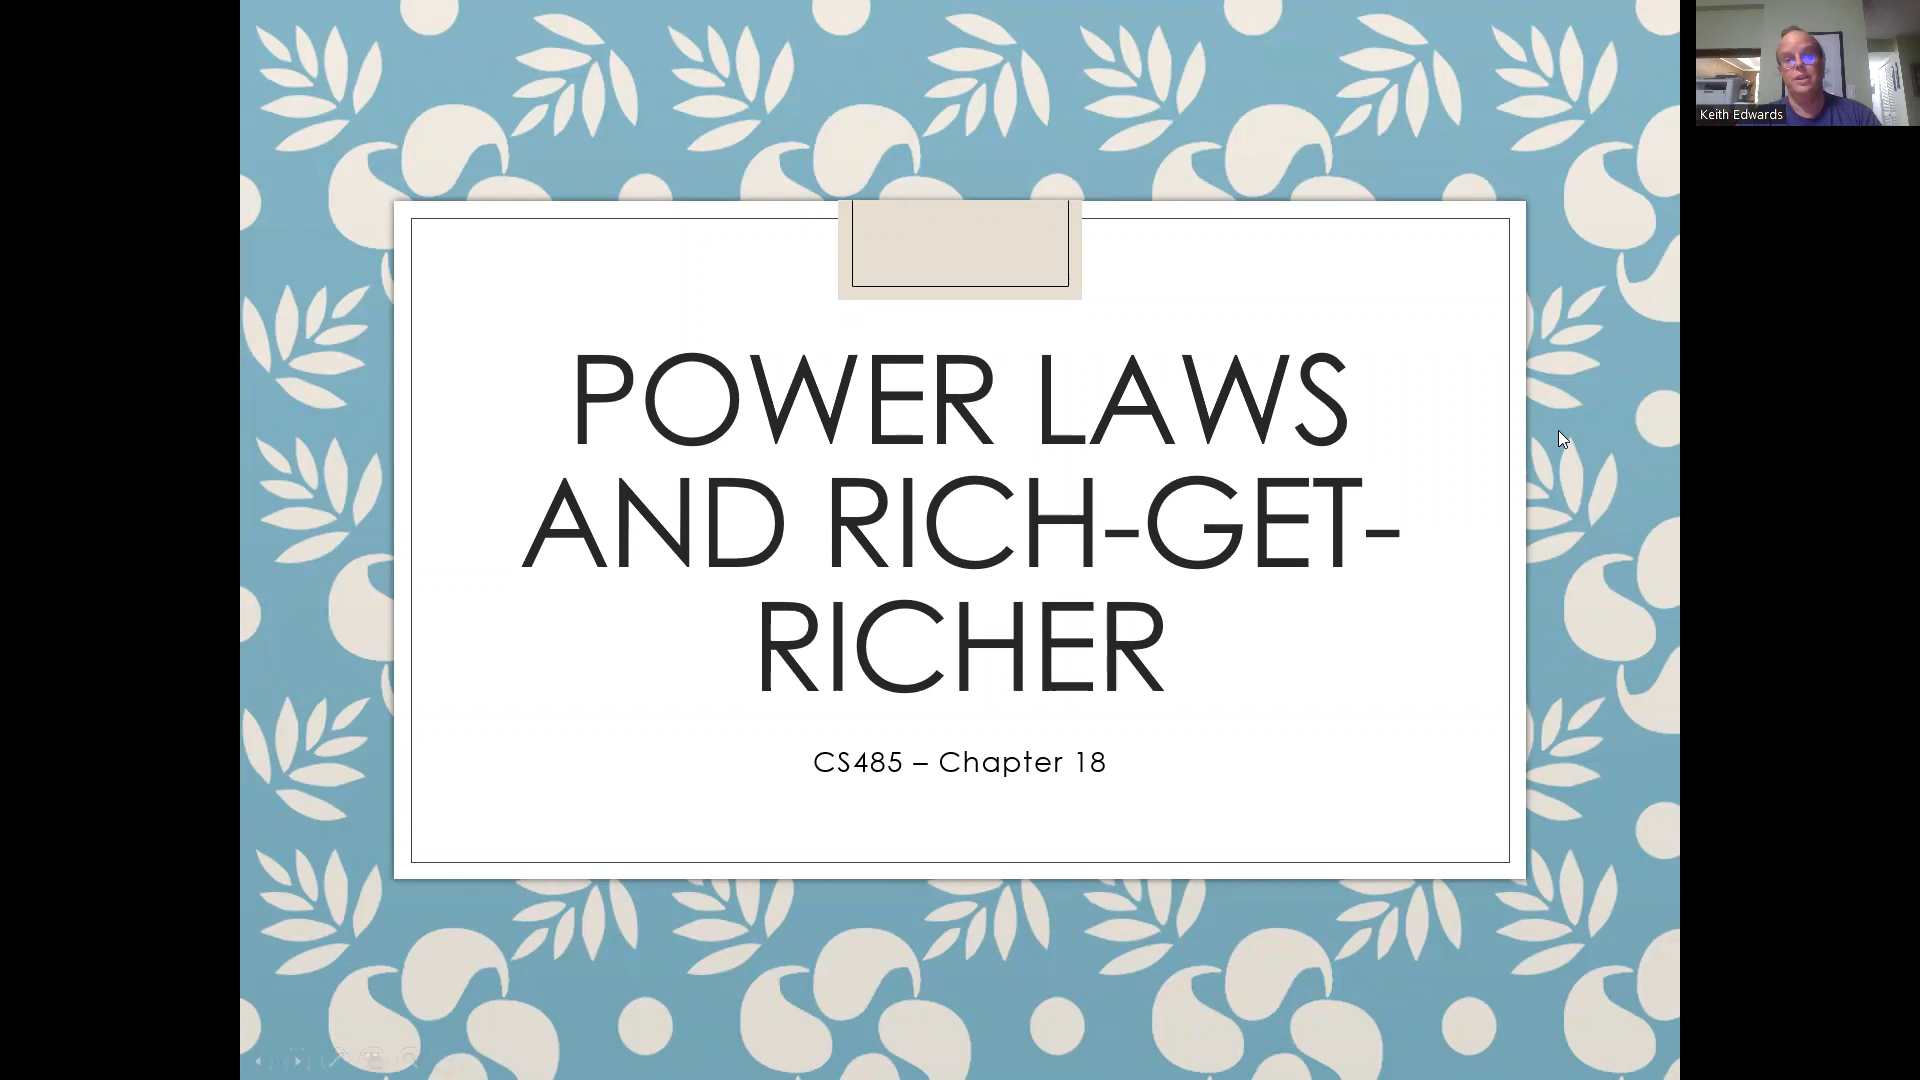 Keith Edwards
POWER LAWS
AND RICH-GET-
RICHER
CS485 – Chapter 18